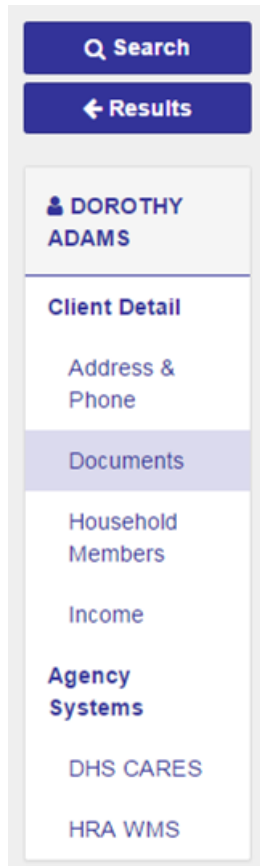 Search
Results
DOROTHY
ADAMS
Client Detail
Address &
Phone
Documents
Household
Members
Income
Agency
Systems
DHS CARES
HRA WMS